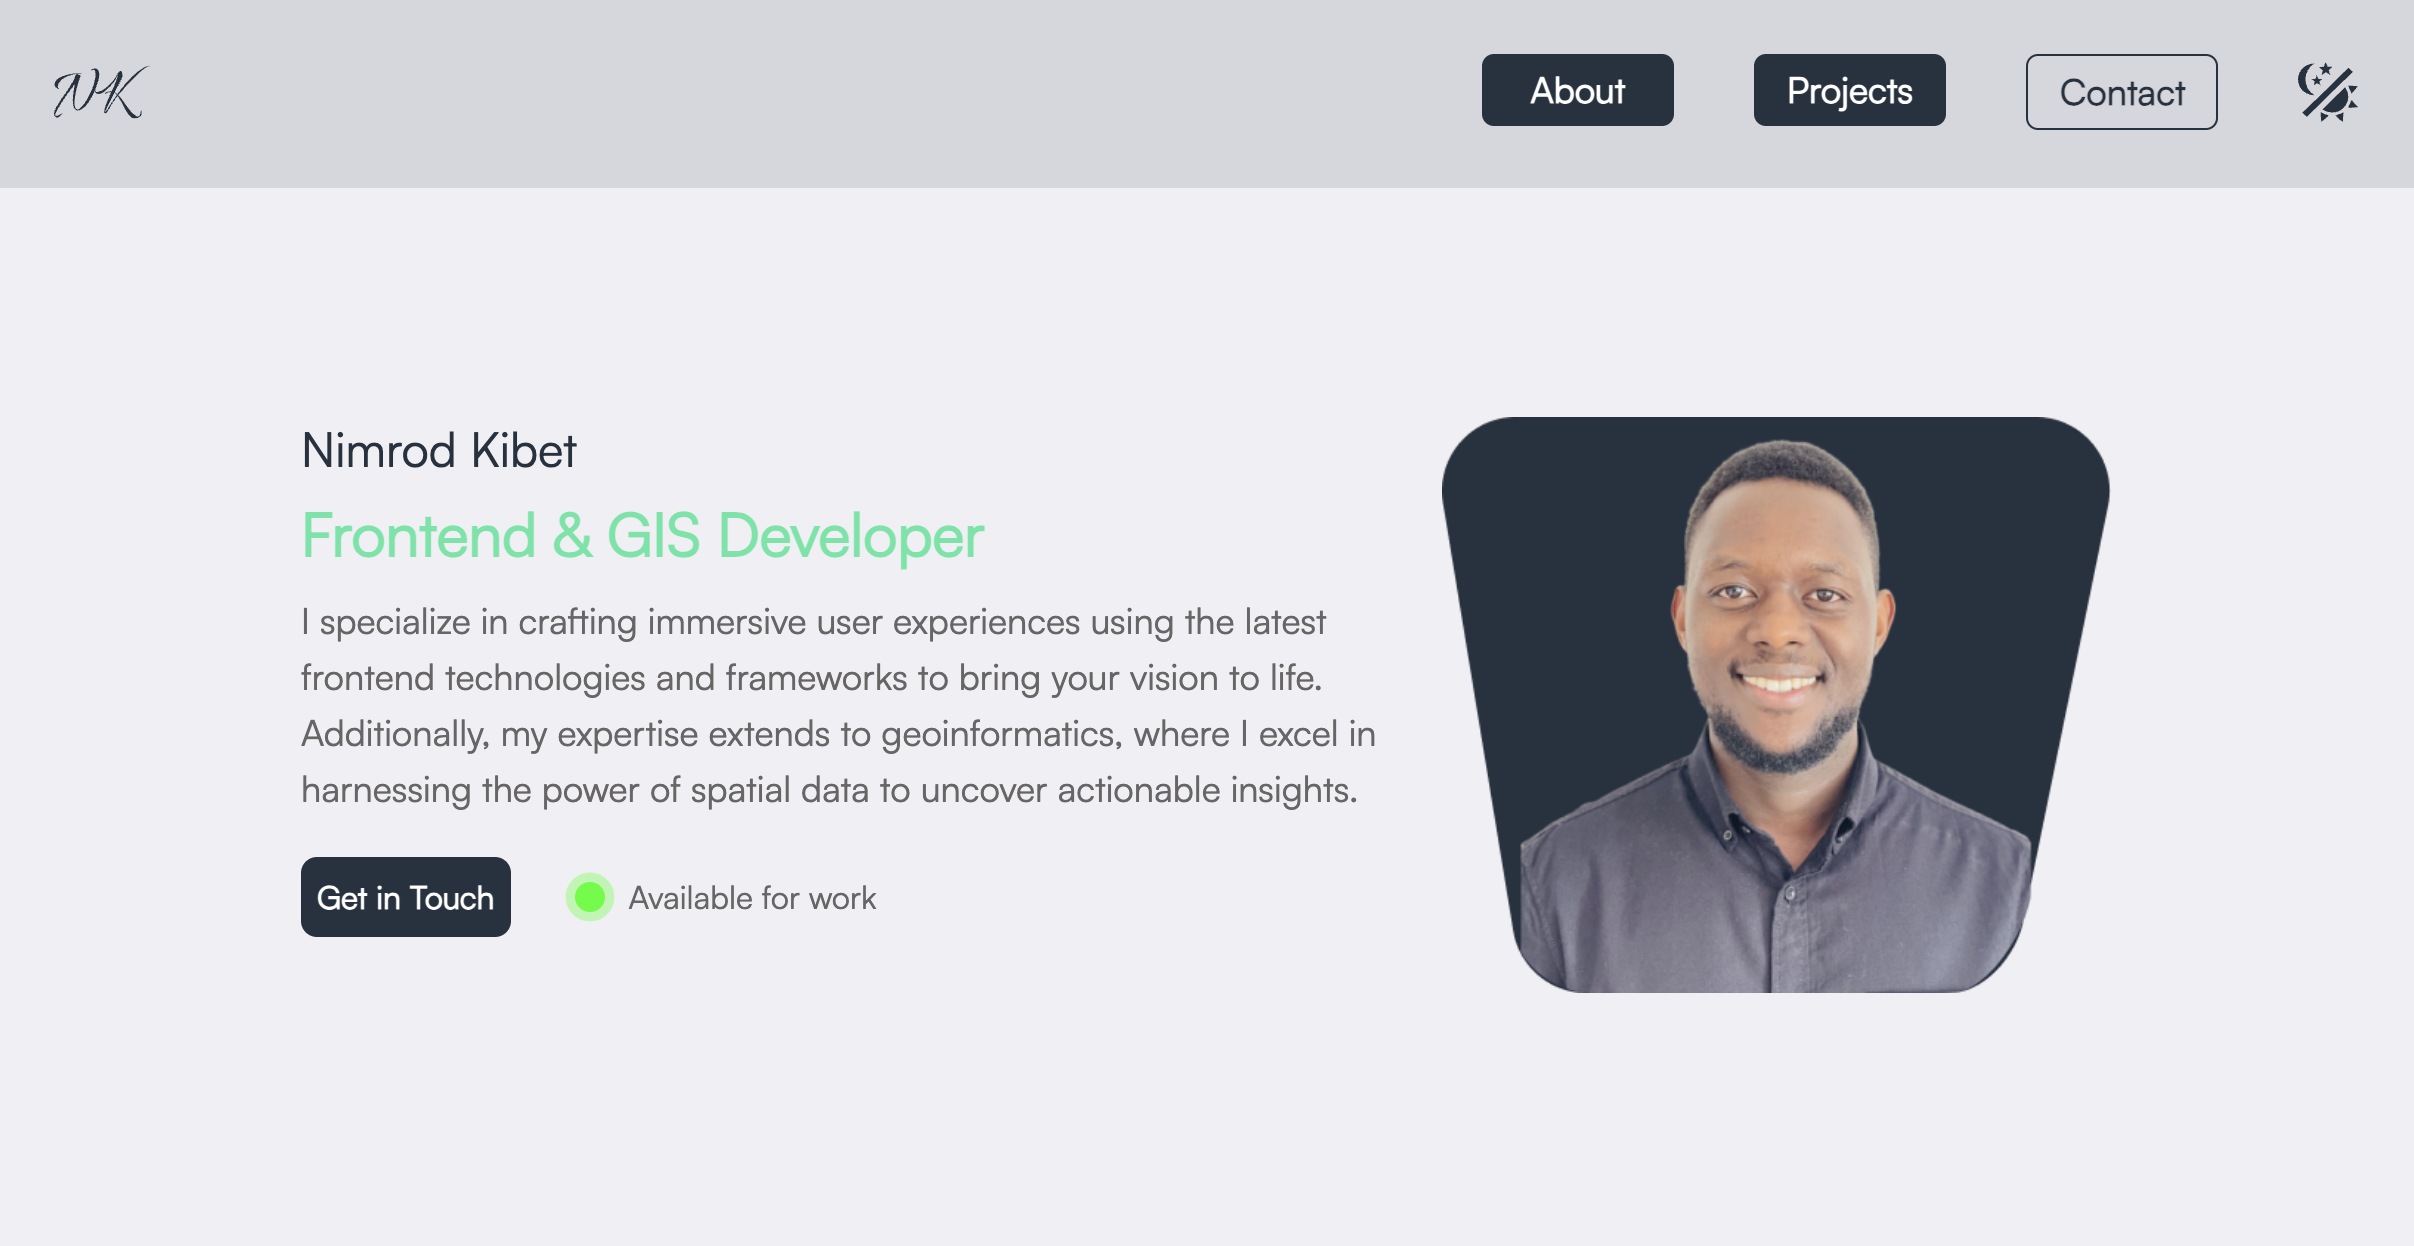 NK
About
Projects
Contact
Nimrod Kibet
Frontend & GIS Developer
I specialize in crafting immersive user experiences using the latest
frontend technologies and frameworks to bring your vision to life.
Additionally, my expertise extends to geoinformatics, where I excel in
harnessing the power of spatial data to uncover actionable insights.
Get in Touch
Available for work